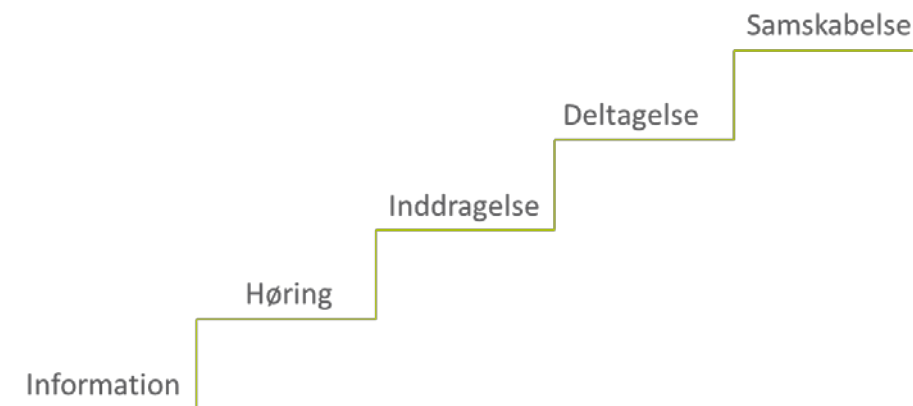 Samskabelse
Deltagelse
Inddragelse
Høring
Information